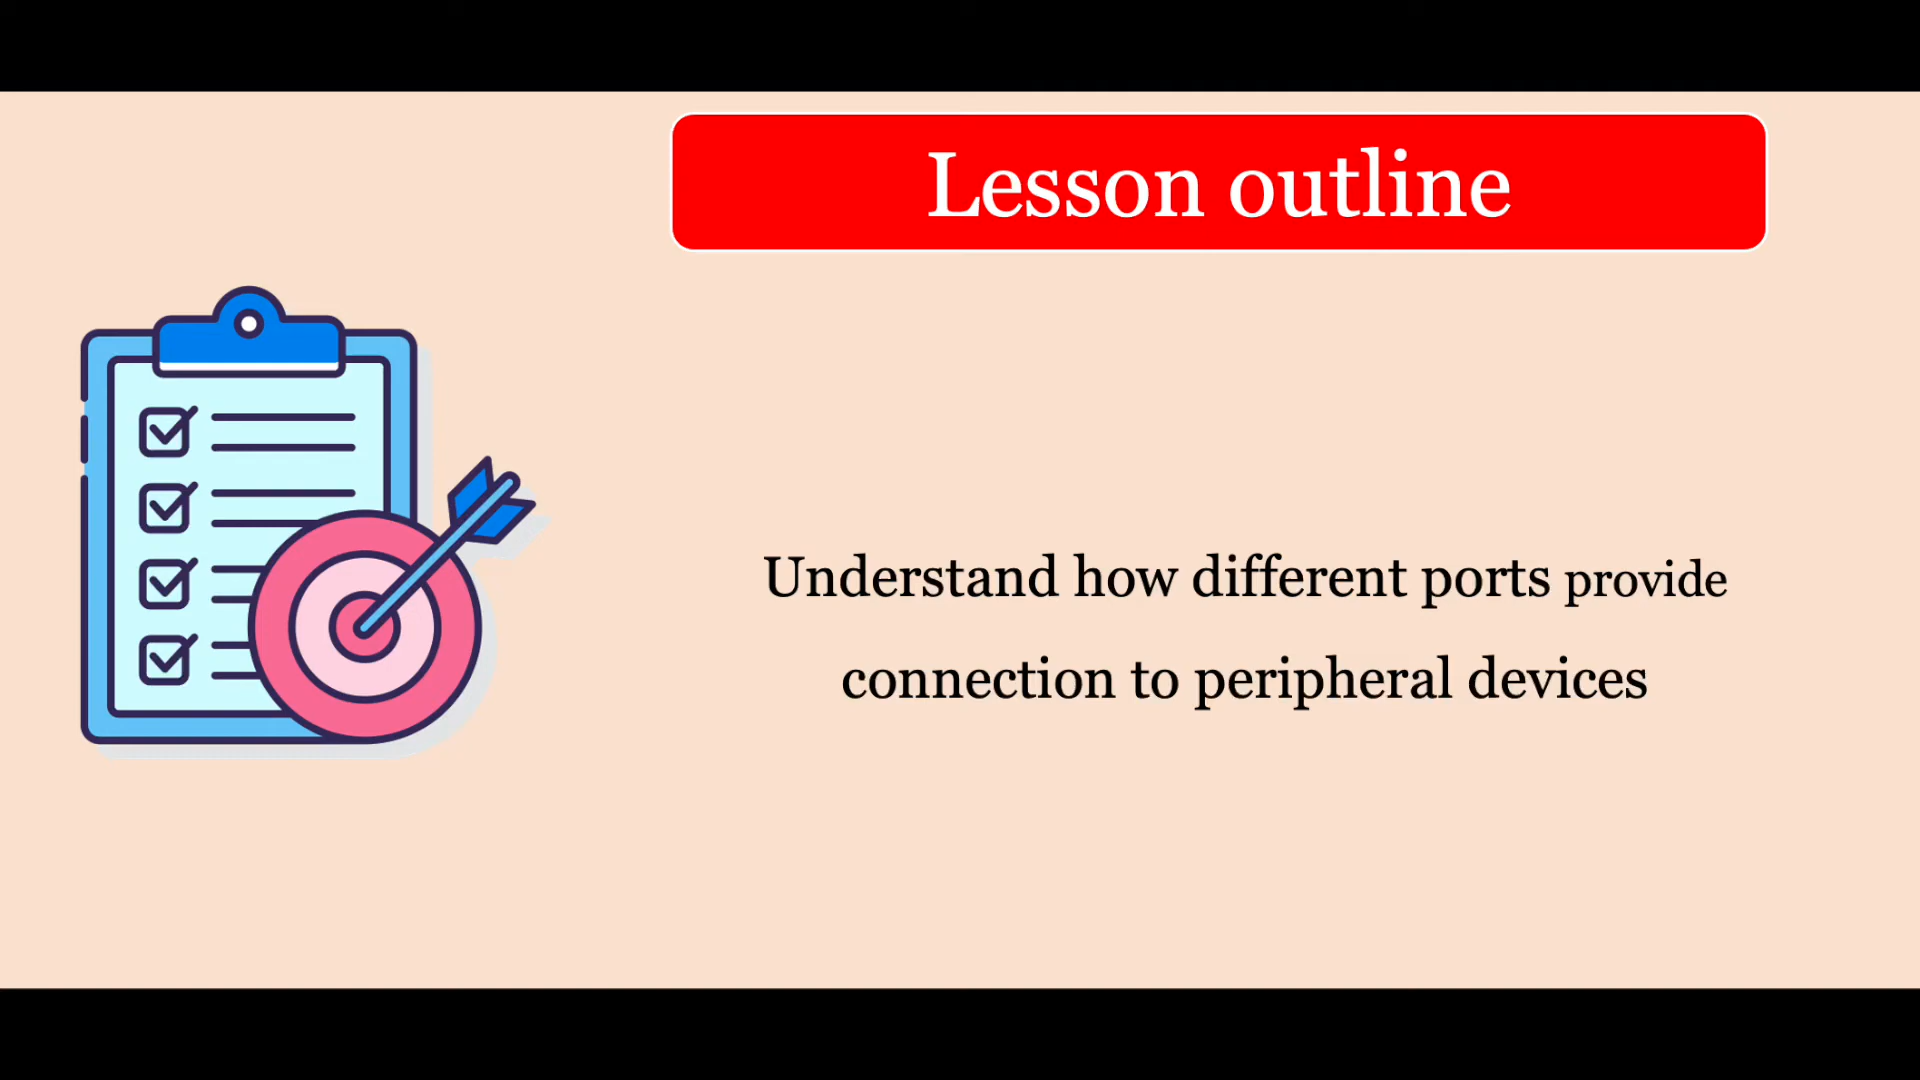 Lesson outline
Understand how different ports provide
connection to peripheral devices